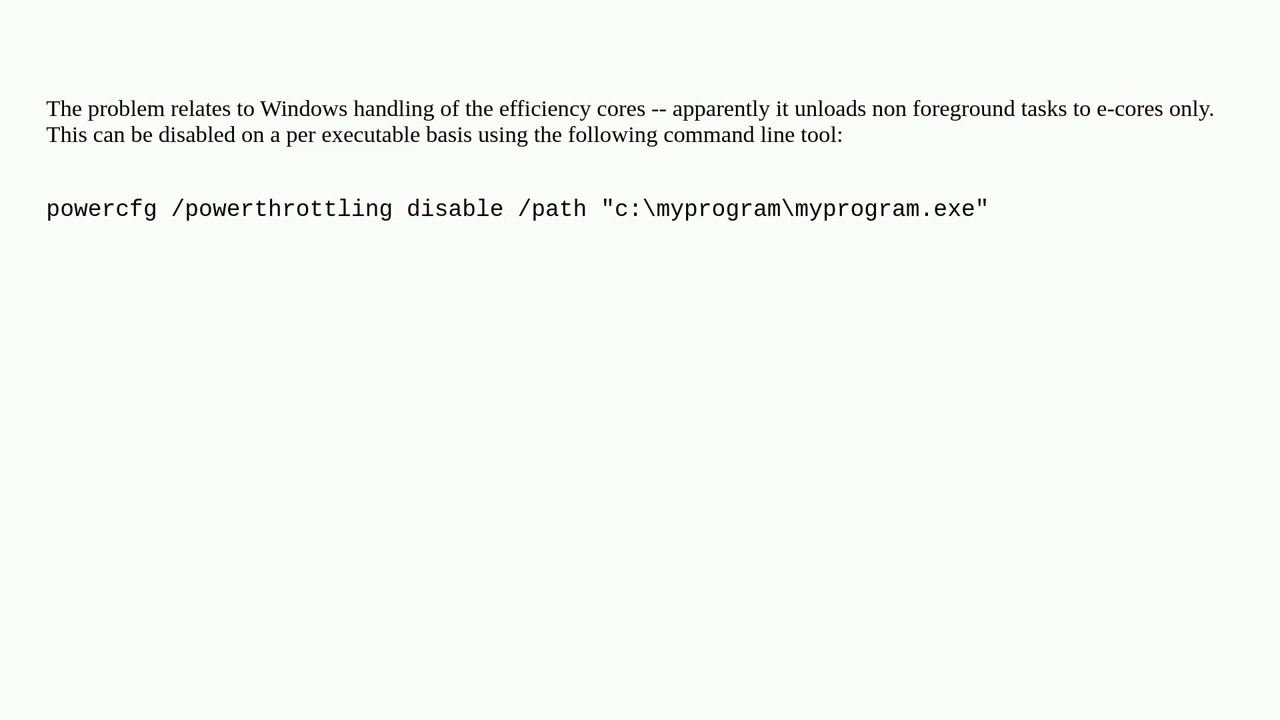 The problem relates to Windows handling of the efficiency cores -- apparently it unloads non foreground tasks to e-cores only.
This can be disabled on a per executable basis using the following command line tool:
powercfg /powerthrottling disable /path "c:\myprogram\myprogram.exe"